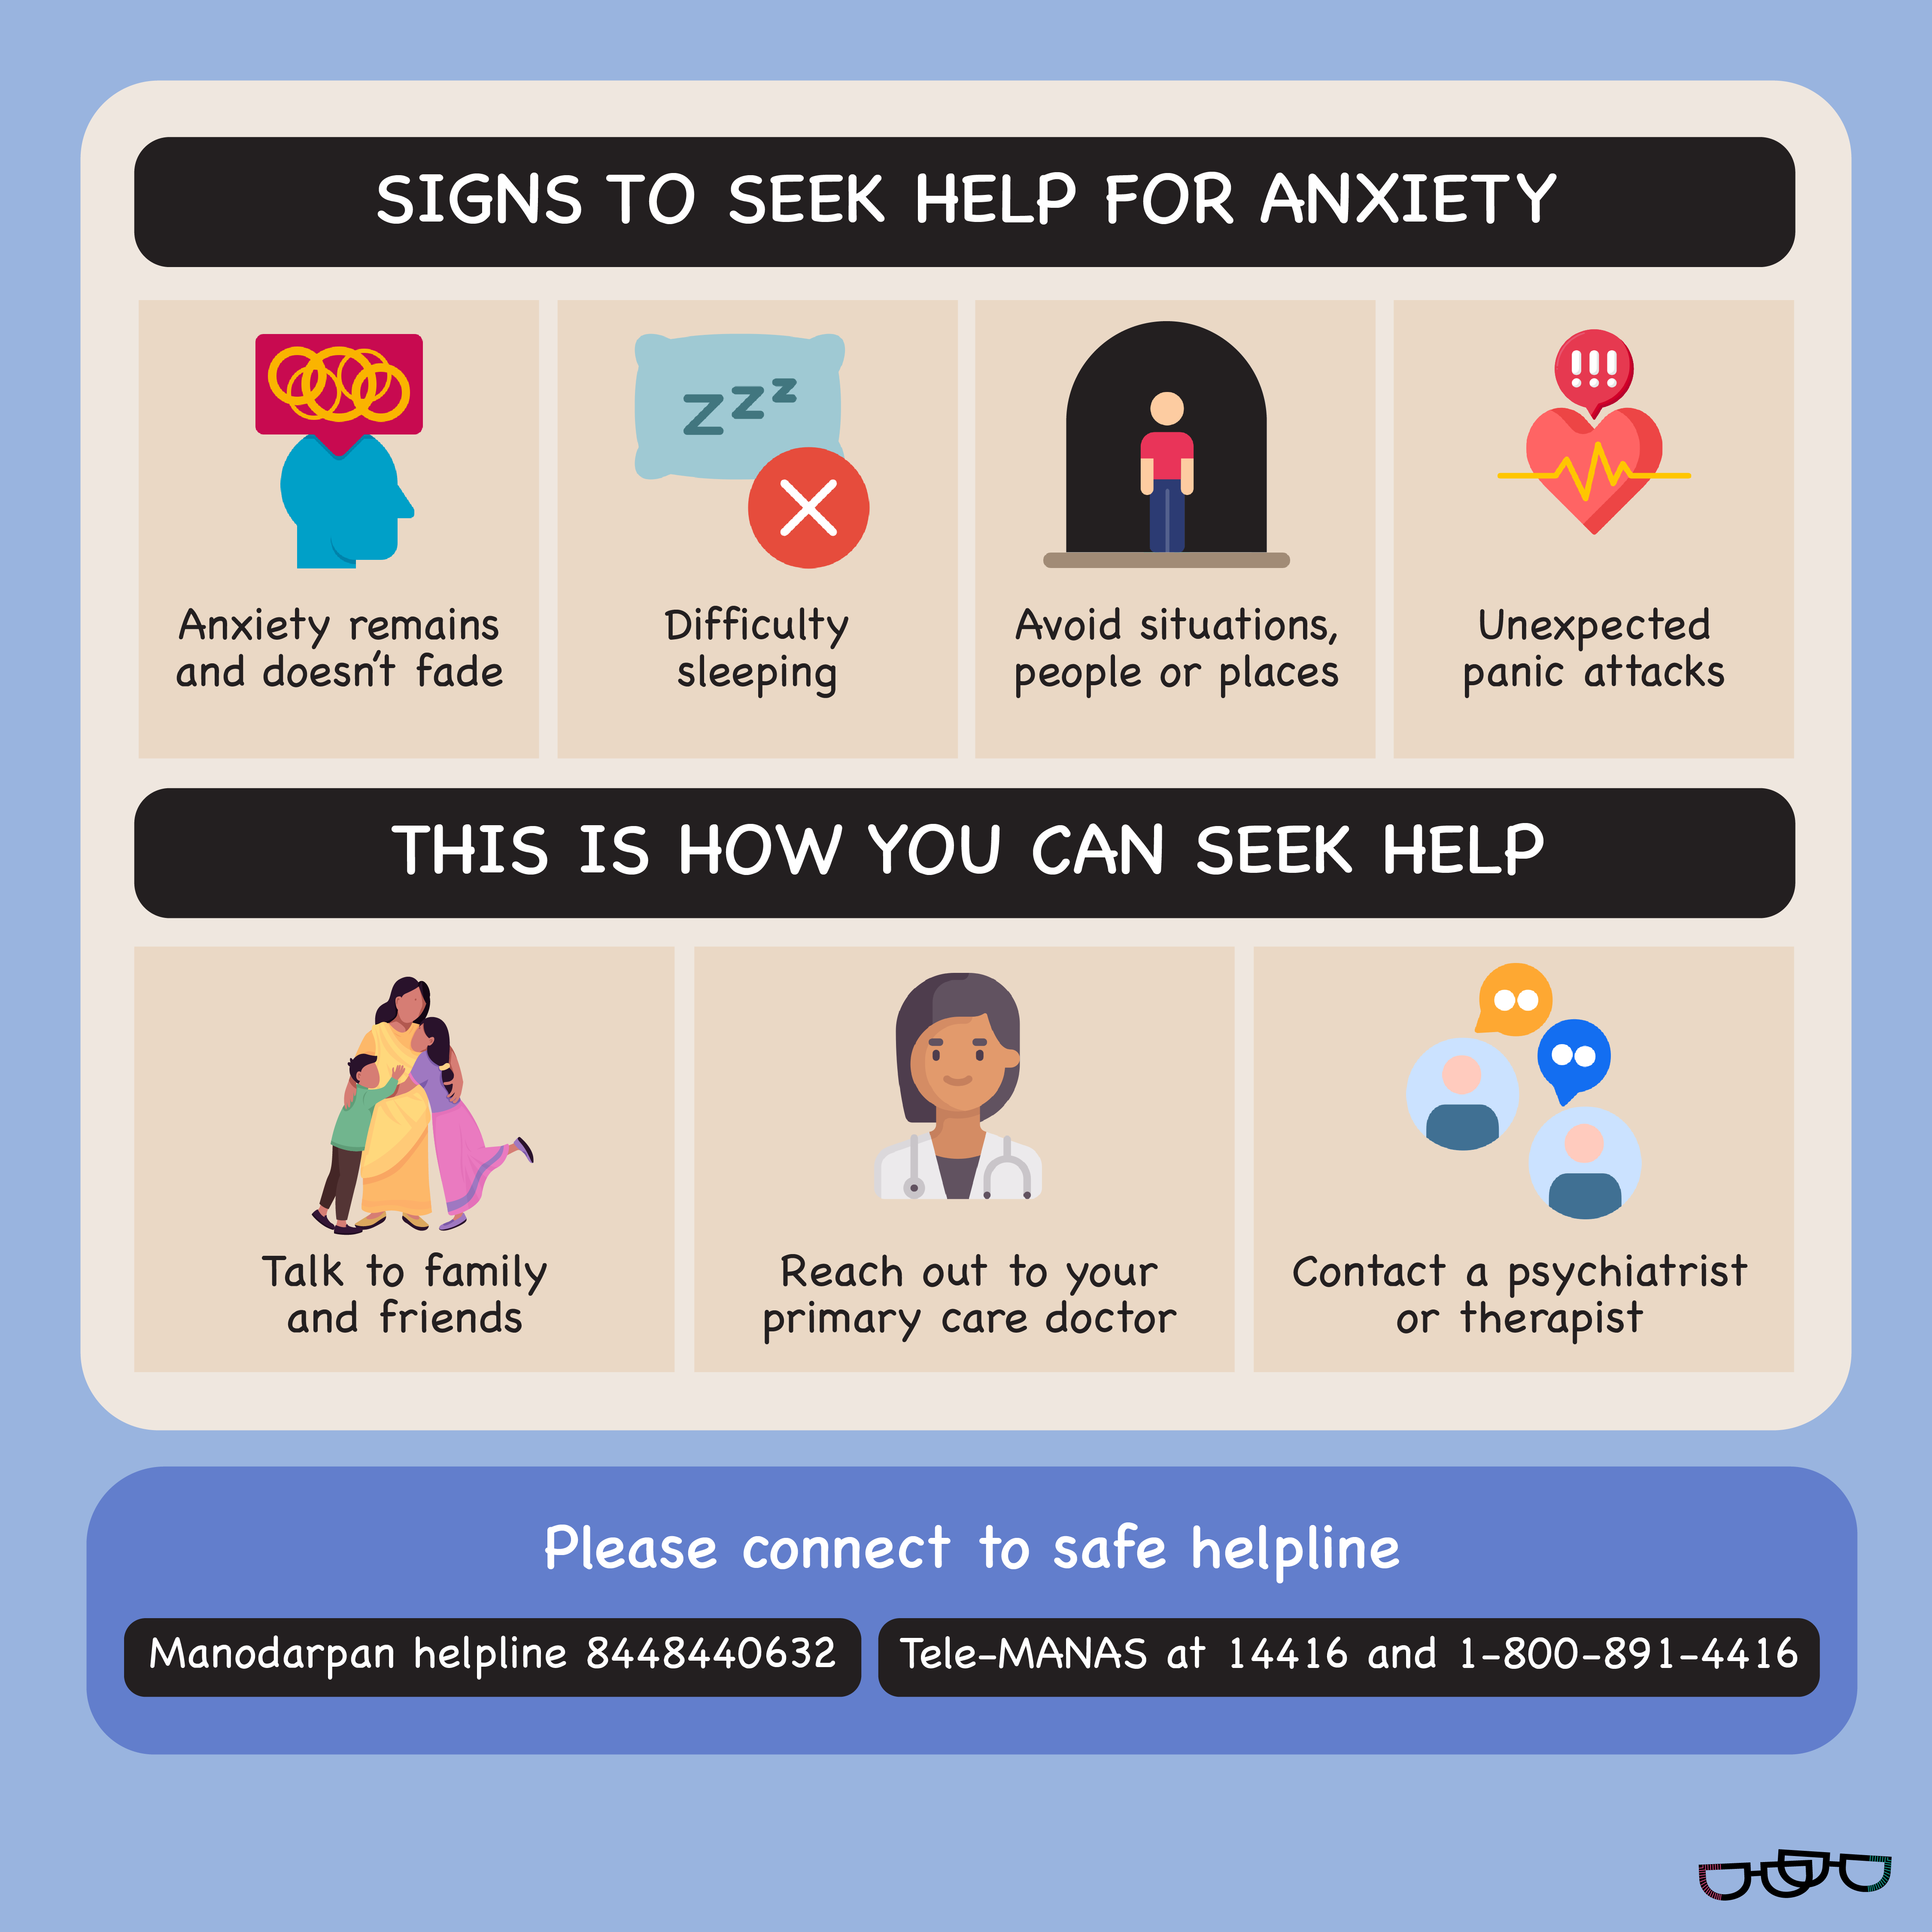 SIGNS TO SEEK HELP FOR ANXIETY
Anxiety remains
and doesn't fade
Difficulty
sleeping
Avoid situations,
people or places
Unexpected
panic attacks
THIS IS HOW YOU CAN SEEK HELP
Talk to family
and friends
Reach out to your
primary care doctor
Contact a psychiatrist
or therapist
Please connect to safe helpline
Manodarpan helpline 8448440632
Tele-MANAS at 14416 and 1-800-891-4416